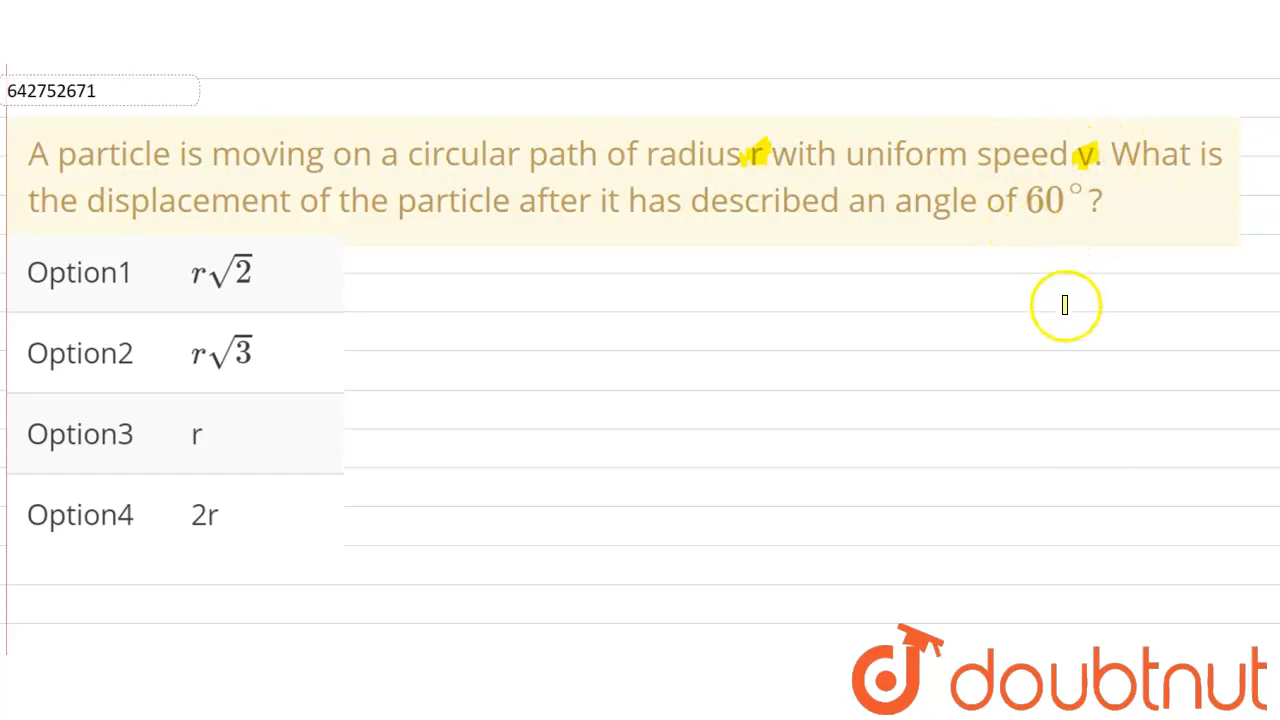 642752671
A particle is moving on a circular path of radius r with uniform speed v. What is
the displacement of the particle after it has described an angle of 60°?
Option1 r√2
Option2 r√3
Option3 r
Option4 2r
doubtnut